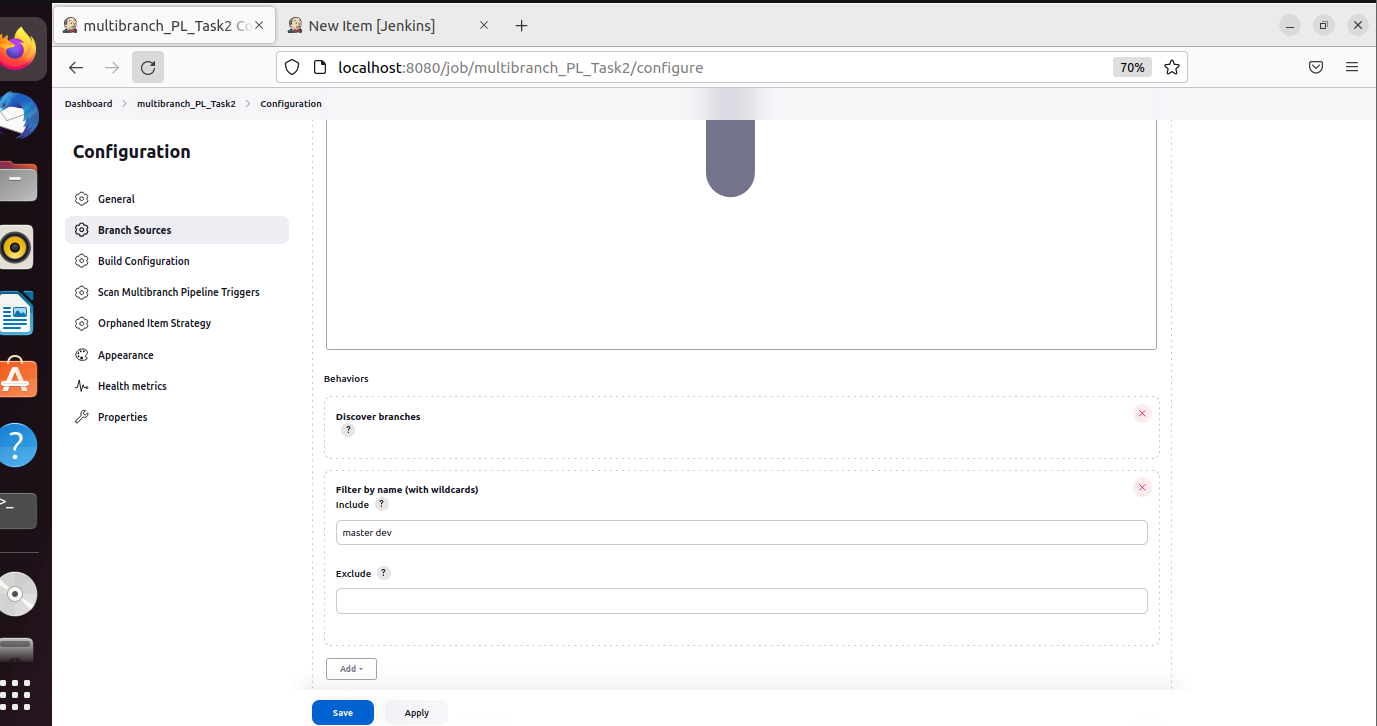 multibranch_PL_Task2 Co
New Item [Jenkins]
localhost:8080/job/multibranch_PL_Task2/configure
70%
Dashboard
multibranch_PL_Task2
Configuration
Configuration
General
Branch Sources
Build Configuration
Scan Multibranch Pipeline Triggers
Orphaned Item Strategy
Appearance
Health metrics
Properties
Behaviors
Discover branches
?
Filter by name (with wildcards)
Include ?
master dev
Exclude ?
Add
Save
Apply